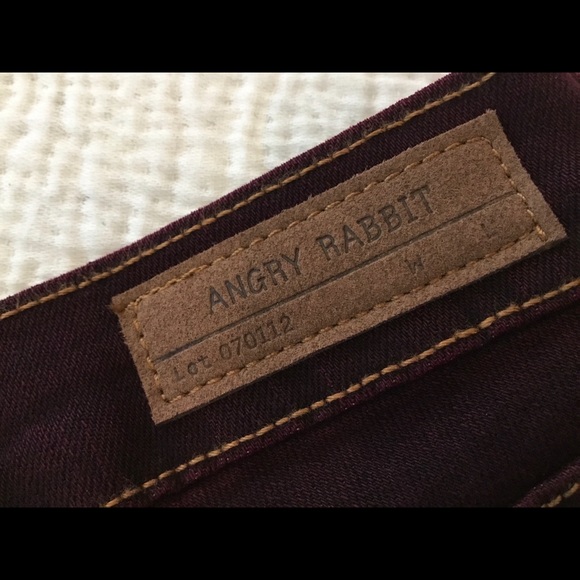 ANGRY RABBIT
Lot 070112 W L